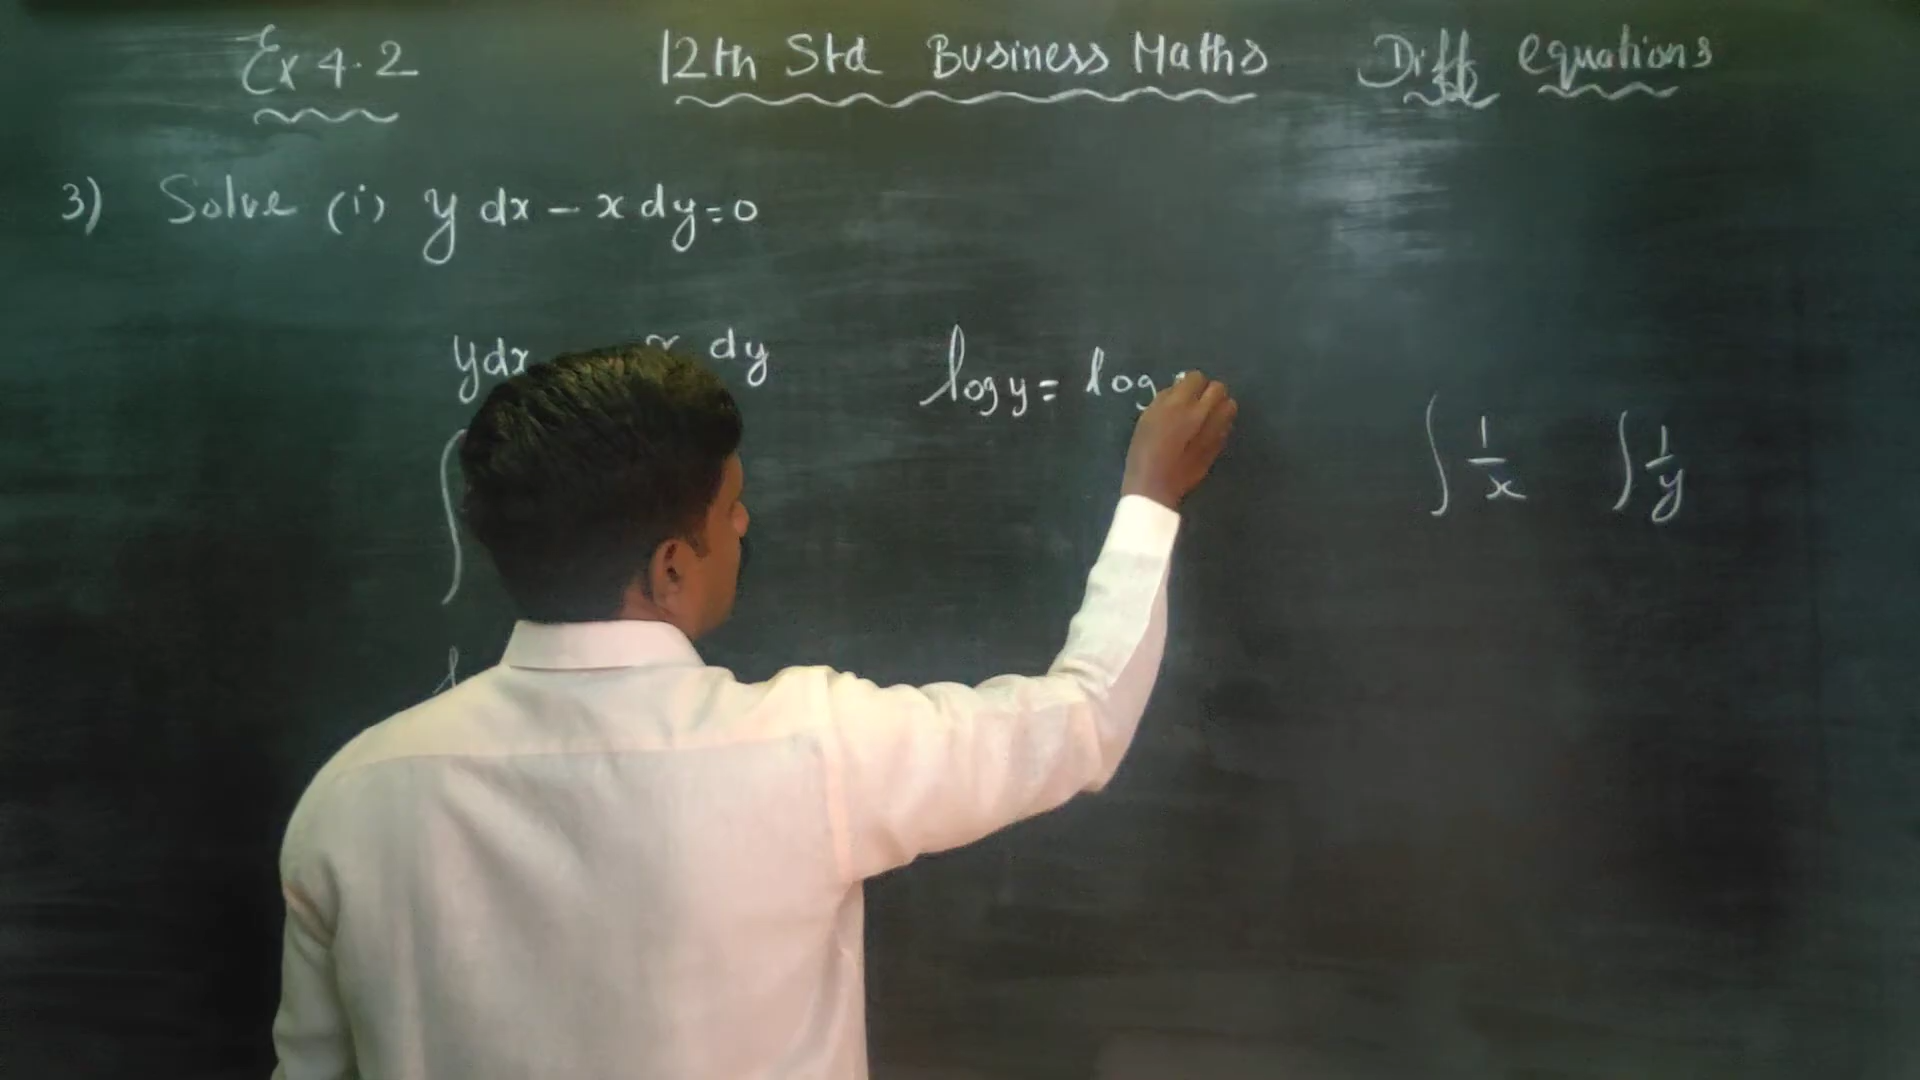 Ex 4.2 12th Std Business Maths Diff equations
3) Solve (i) y dx - x dy = 0
y dx x dy
log y = log
∫ 1/x ∫ 1/y
∫
l